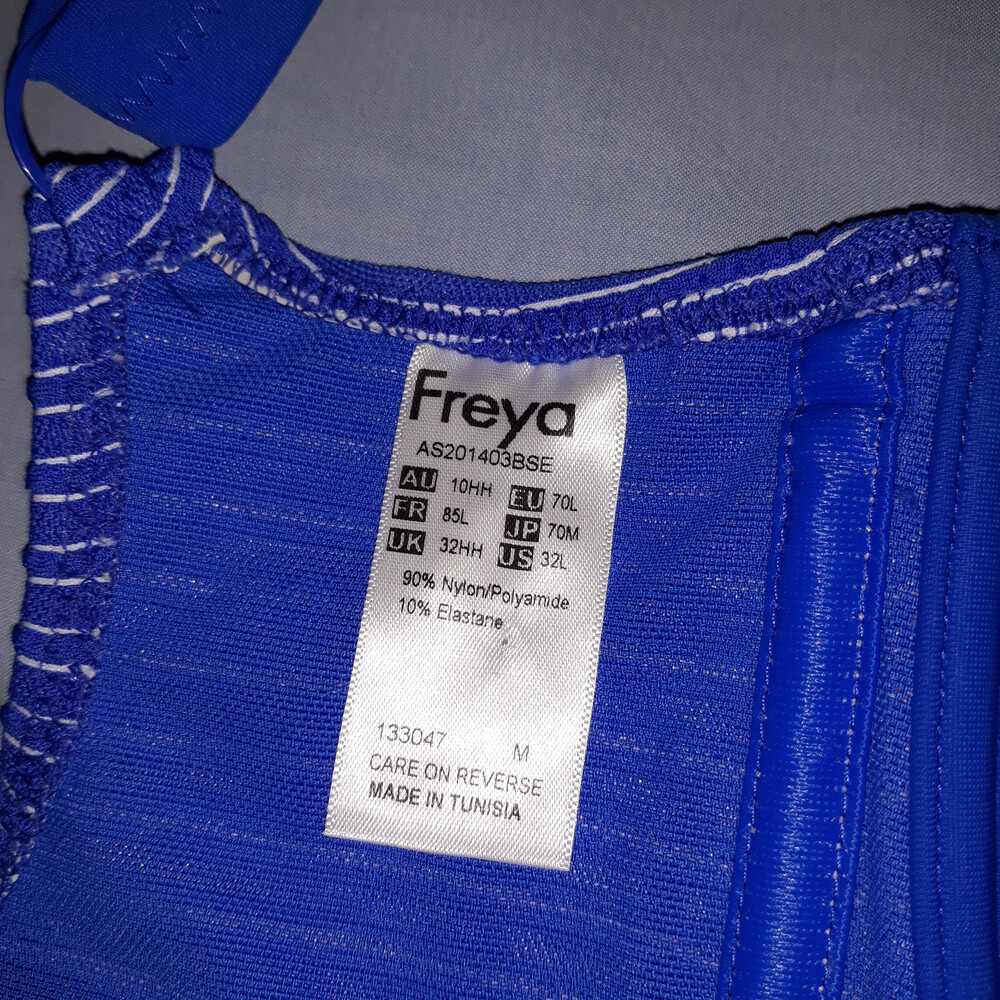 Freya
AS201403BSE
AU 10HH EU 70L
FR 85L JP 70M
UK 32HH US 32L
90% Nylon/Polyamide
10% Elastane
133047 M
CARE ON REVERSE
MADE IN TUNISIA